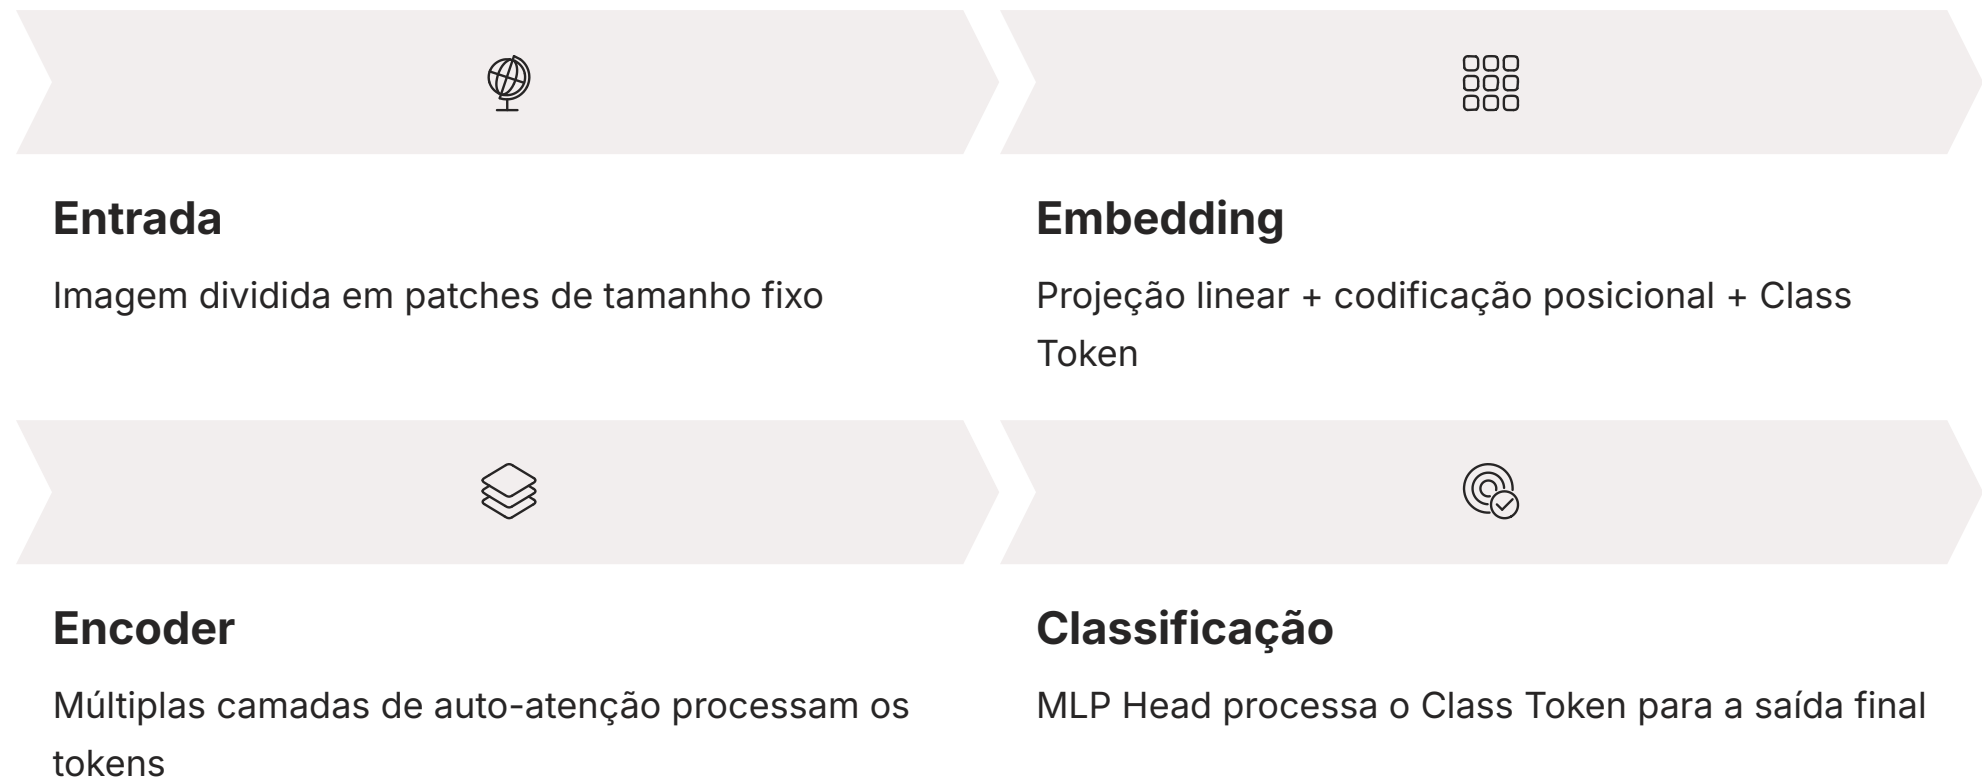 Entrada
Imagem dividida em patches de tamanho fixo
Embedding
Projeção linear + codificação posicional + Class
Token
Encoder
Múltiplas camadas de auto-atenção processam os
tokens
Classificação
MLP Head processa o Class Token para a saída final